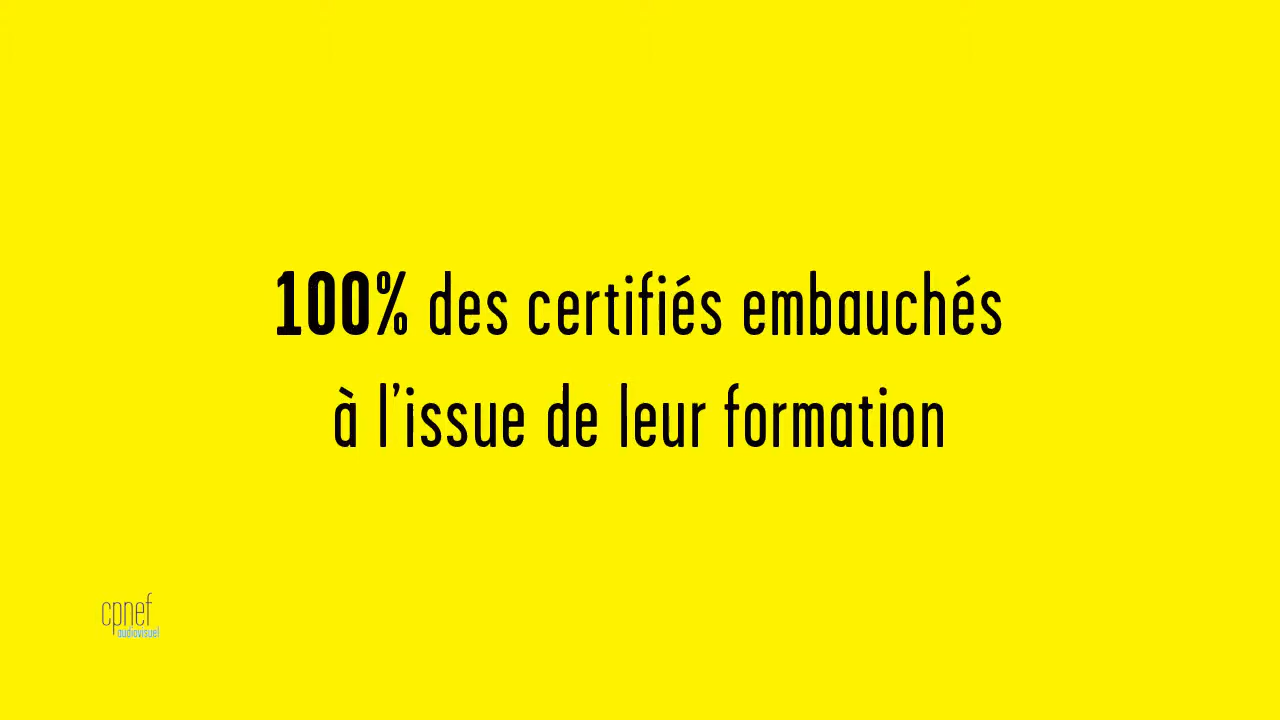 100% des certifiés embauchés
à l'issue de leur formation
cpnef
audiovisuel